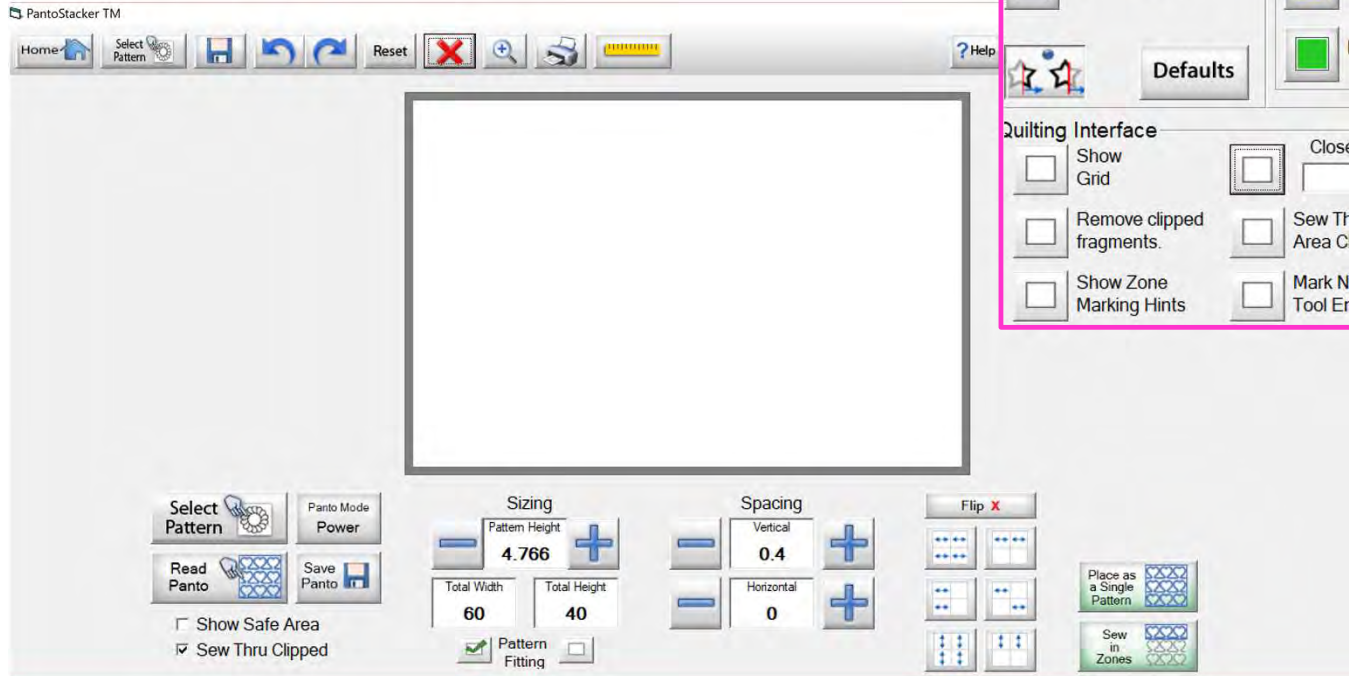 PantoStacker TM
Home
Select
Pattern
Reset
? Help
Defaults
Quilting Interface
Show
Grid
Close
Remove clipped
fragments.
Sew Th
Area Cl
Show Zone
Marking Hints
Mark N
Tool En
Select
Pattern
Panto Mode
Power
Read
Panto
Save
Panto
Show Safe Area
Sew Thru Clipped
Sizing
Pattern Height
4.766
Total Width
60
Total Height
40
Pattern
Fitting
Spacing
Vertical
0.4
Horizontal
0
Flip X
Place as
a Single
Pattern
Sew
in
Zones